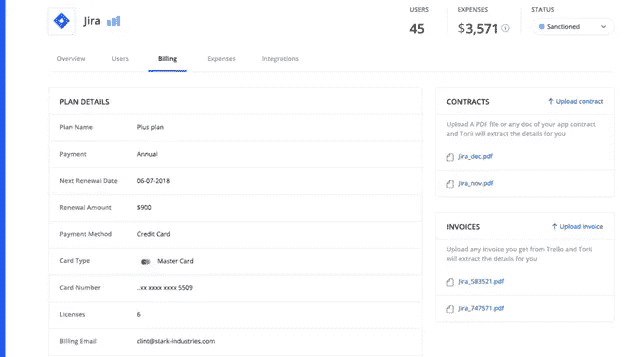 Jira
USERS
45
EXPENSES
$3,571
STATUS
Sanctioned
Overview
Users
Billing
Expenses
Integrations
PLAN DETAILS
Plan Name
Plus plan
Payment
Annual
Next Renewal Date
06-07-2018
Renewal Amount
$900
Payment Method
Credit Card
Card Type
Master Card
Card Number
..xx xxxx xxxx 5509
Licenses
6
Billing Email
clint@stark-industries.com
CONTRACTS
Upload contract
Upload A PDF file or any doc of your app contract
and Torii will extract the details for you
Jira_dec.pdf
Jira_nov.pdf
INVOICES
Upload invoice
Upload any invoice you get from Trello and Torii
will extract the details for you
Jira_583521.pdf
Jira_747571.pdf